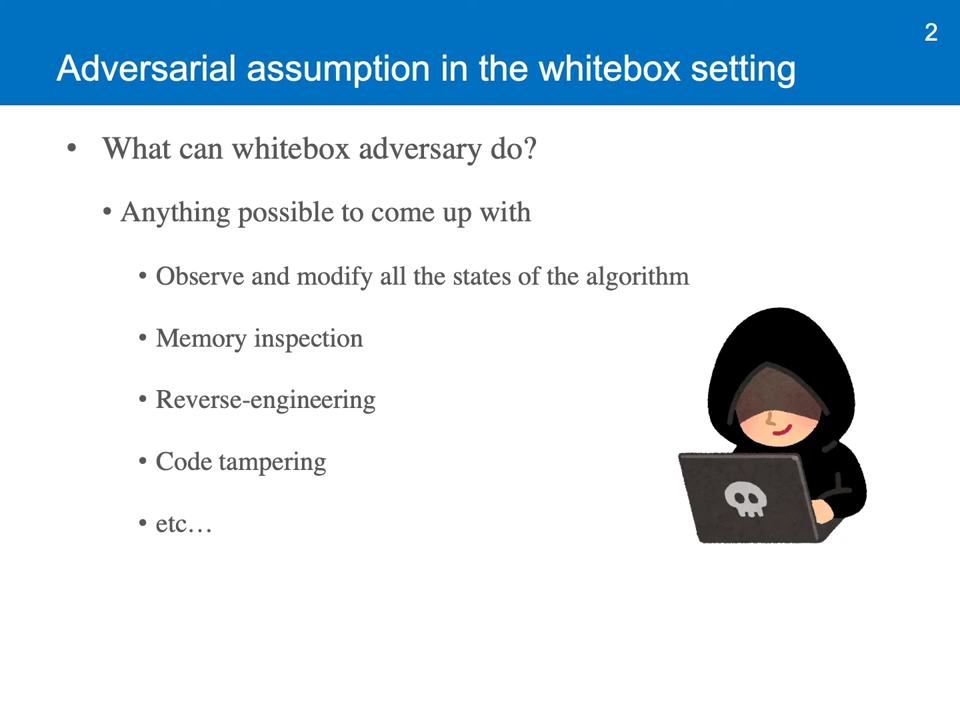 2
Adversarial assumption in the whitebox setting
• What can whitebox adversary do?
• Anything possible to come up with
• Observe and modify all the states of the algorithm
• Memory inspection
• Reverse-engineering
• Code tampering
• etc…